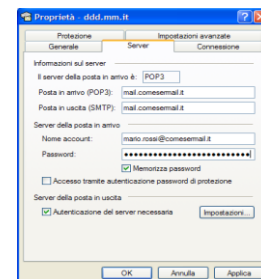 Proprietà - ddd.mm.it
Protezione
Impostazioni avanzate
Generale
Server
Connessione
Informazioni sul server
Il server della posta in arrivo è: POP3
Posta in arrivo (POP3): mail.comesermail.it
Posta in uscita (SMTP): mail.comesermail.it
Server della posta in arrivo
Nome account: mario.rossi@comesermail.it
Password: ●●●●●●●●●●●●●●●●●●●●●●●●●●●●
Memorizza password
Accesso tramite autenticazione password di protezione
Server della posta in uscita
Autenticazione del server necessaria Impostazioni...
OK Annulla Applica